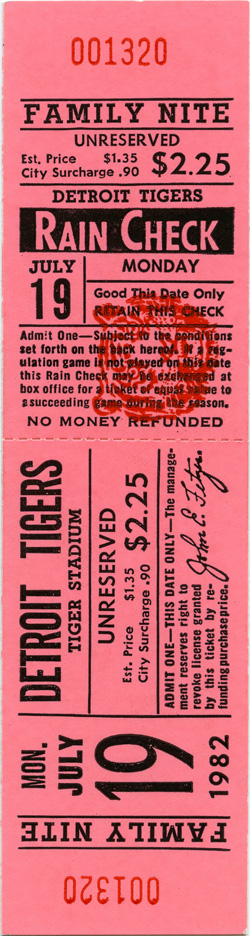 001320
FAMILY NITE
UNRESERVED
Est. Price $1.35
City Surcharge .90 $2.25
DETROIT TIGERS
RAIN CHECK
JULY
19
MONDAY
Good This Date Only
RETAIN THIS CHECK
Admit One—Subject to the conditions
set forth on the back hereof. If a reg-
ulation game is not played on this date
this Rain Check may be exchanged at
box office for a ticket of equal value to
a succeeding game during the season.
NO MONEY REFUNDED
DETROIT TIGERS
TIGER STADIUM
UNRESERVED
Est. Price $1.35
City Surcharge .90 $2.25
ADMIT ONE—THIS DATE ONLY—The manage-
ment reserves right to
revoke license granted
by this ticket by re-
funding purchase price.
John E. Fetzer
MON.
JULY
19
1982
FAMILY NITE
001320